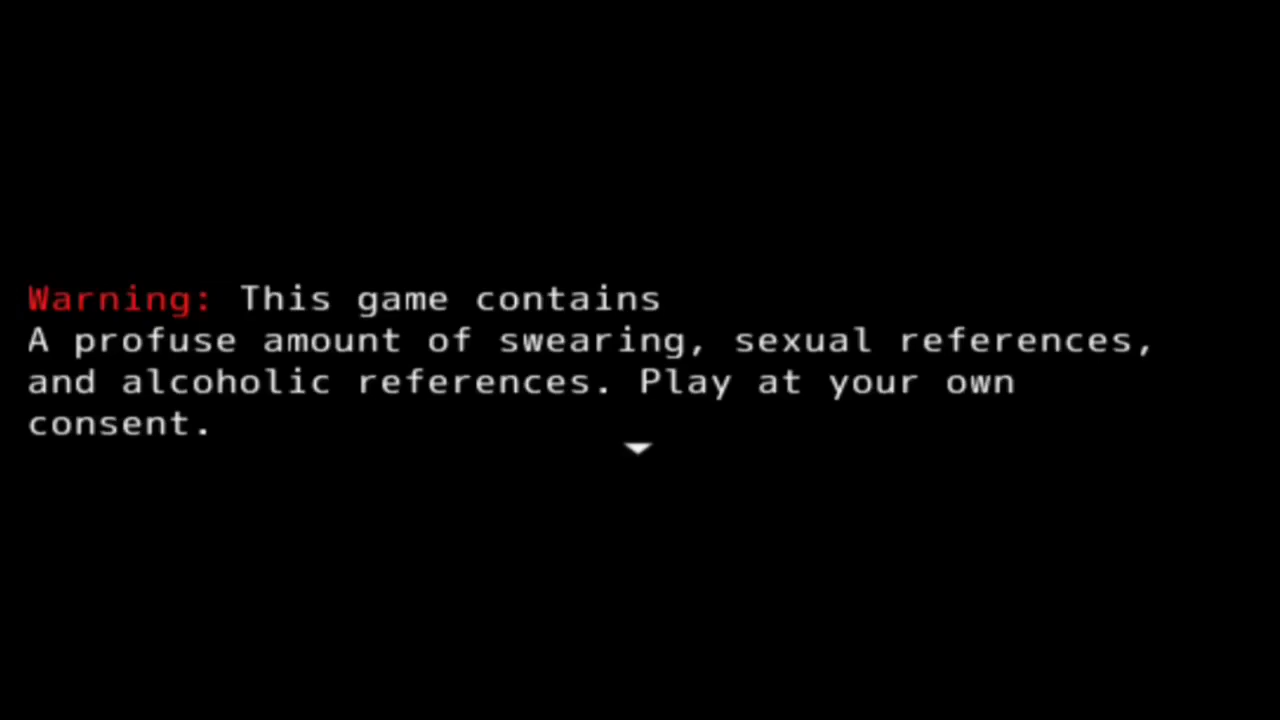 Warning: This game contains
A profuse amount of swearing, sexual references,
and alcoholic references. Play at your own
consent.